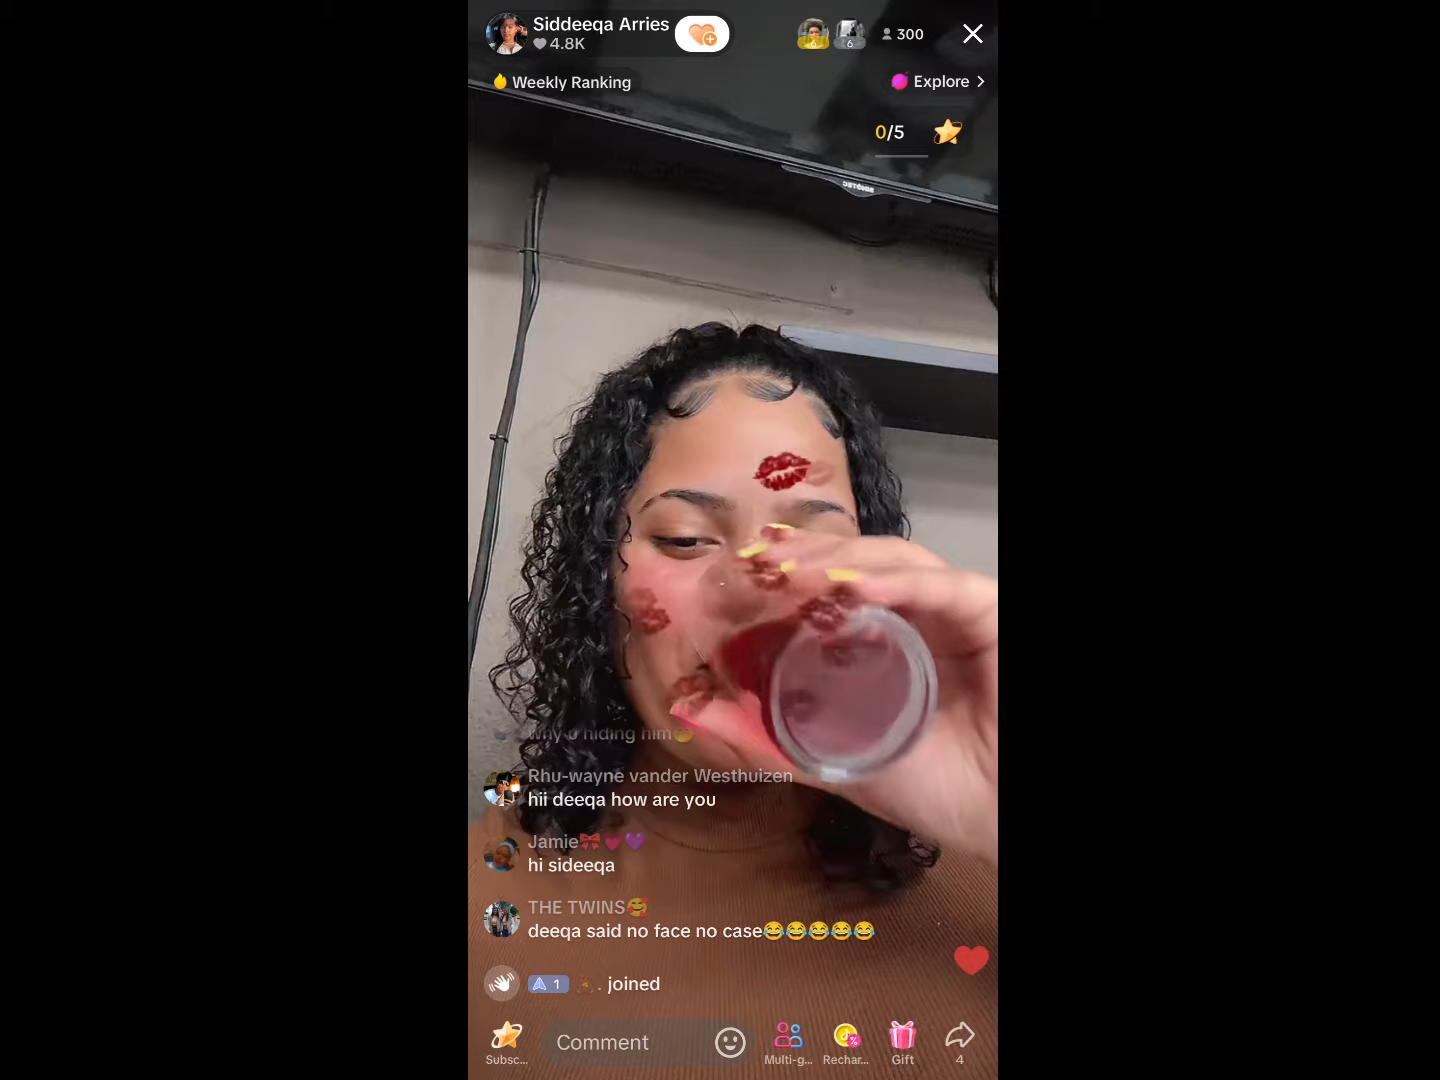 Siddeeqa Arries
4.8K
6
6
300
Weekly Ranking
Explore
0/5
why u hiding him
Rhu-wayne vander Westhuizen
hii deeqa how are you
Jamie
hi sideeqa
THE TWINS
deeqa said no face no case
1
. joined
Comment
Subsc...
Multi-g...
Rechar...
Gift
4